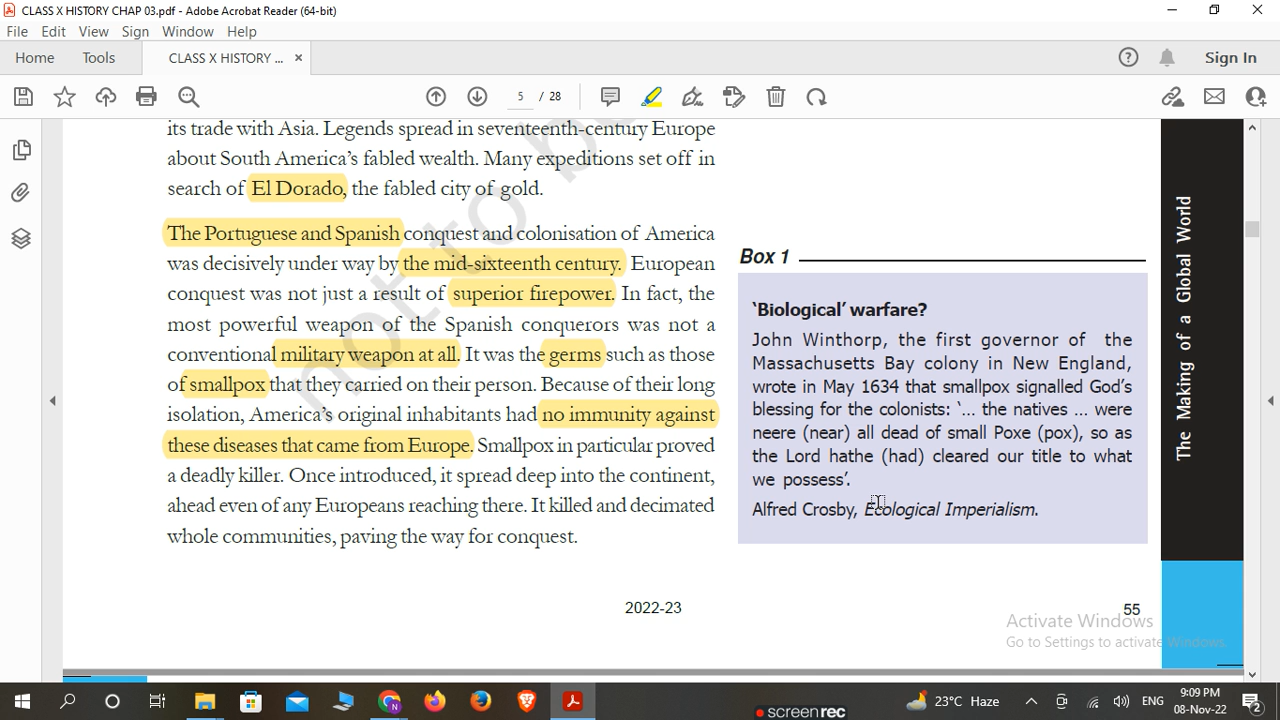 CLASS X HISTORY CHAP 03.pdf - Adobe Acrobat Reader (64-bit)
File Edit View Sign Window Help
Home Tools CLASS X HISTORY ... × Sign In
5 / 28
its trade with Asia. Legends spread in seventeenth-century Europe
about South America's fabled wealth. Many expeditions set off in
search of El Dorado, the fabled city of gold.
The Portuguese and Spanish conquest and colonisation of America
was decisively under way by the mid-sixteenth century. European
conquest was not just a result of superior firepower. In fact, the
most powerful weapon of the Spanish conquerors was not a
conventional military weapon at all. It was the germs such as those
of smallpox that they carried on their person. Because of their long
isolation, America's original inhabitants had no immunity against
these diseases that came from Europe. Smallpox in particular proved
a deadly killer. Once introduced, it spread deep into the continent,
ahead even of any Europeans reaching there. It killed and decimated
whole communities, paving the way for conquest.
Box 1
'Biological' warfare?
John Winthorp, the first governor of the
Massachusetts Bay colony in New England,
wrote in May 1634 that smallpox signalled God's
blessing for the colonists: '... the natives ... were
neere (near) all dead of small Poxe (pox), so as
the Lord hathe (had) cleared our title to what
we possess'.
Alfred Crosby, Ecological Imperialism.
The Making of a Global World
not to b
2022-23
55
Activate Windows
Go to Settings to activate Windows.
23°C Haze ENG 9:09 PM
08-Nov-22
2
screenrec